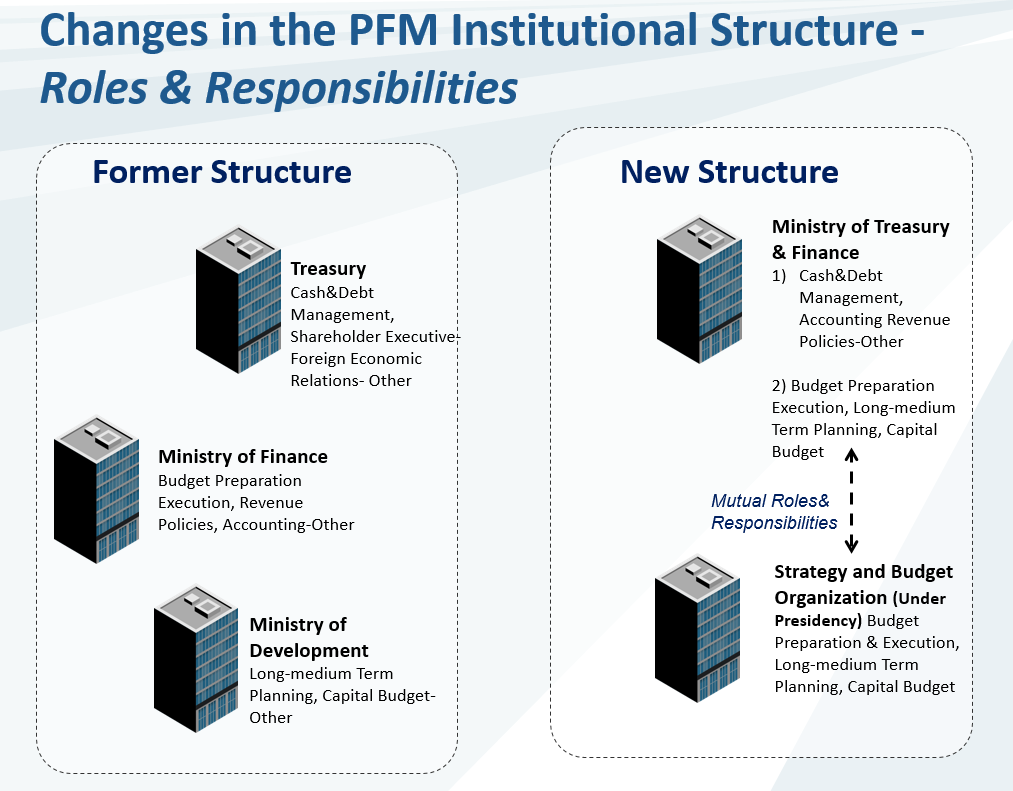 Changes in the PFM Institutional Structure -
Roles & Responsibilities
Former Structure
Treasury
Cash&Debt
Management,
Shareholder Executive-
Foreign Economic
Relations- Other
Ministry of Finance
Budget Preparation
Execution, Revenue
Policies, Accounting-Other
Ministry of
Development
Long-medium Term
Planning, Capital Budget-
Other
New Structure
Ministry of Treasury
& Finance
1) Cash&Debt
Management,
Accounting Revenue
Policies-Other
2) Budget Preparation
Execution, Long-medium
Term Planning, Capital
Budget
Mutual Roles&
Responsibilities
Strategy and Budget
Organization (Under
Presidency) Budget
Preparation & Execution,
Long-medium Term
Planning, Capital Budget